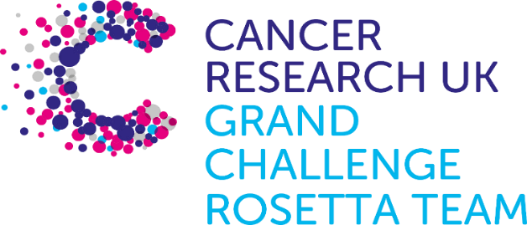 CANCER
RESEARCH UK
GRAND
CHALLENGE
ROSETTA TEAM